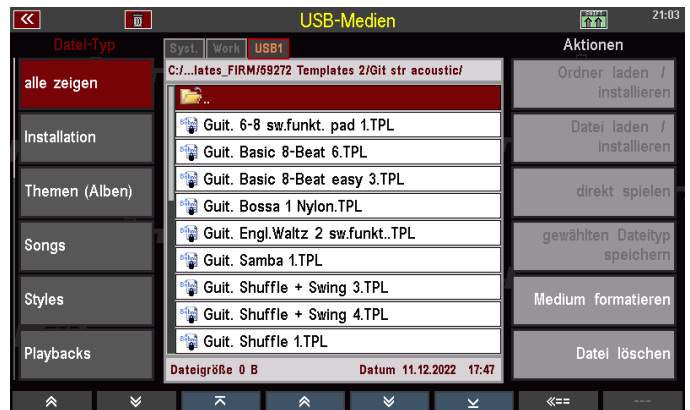 USB-Medien
SHIFT
21:03
Datei-Typ
Syst. Work USB1
Aktionen
C:/...lates_FIRM/59272 Templates 2/Git str acoustic/
..
Guit. 6-8 sw.funkt. pad 1.TPL
Guit. Basic 8-Beat 6.TPL
Guit. Basic 8-Beat easy 3.TPL
Guit. Bossa 1 Nylon.TPL
Guit. Engl.Waltz 2 sw.funkt..TPL
Guit. Samba 1.TPL
Guit. Shuffle + Swing 3.TPL
Guit. Shuffle + Swing 4.TPL
Guit. Shuffle 1.TPL
Dateigröße 0 B
Datum 11.12.2022 17:47
alle zeigen
Installation
Themen (Alben)
Songs
Styles
Playbacks
Ordner laden /
installieren
Datei laden /
installieren
direkt spielen
gewählten Dateityp
speichern
Medium formatieren
Datei löschen
«==
---